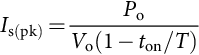 I_{s(pk)} = \frac{P_o}{V_o(1 - t_{on}/T)}